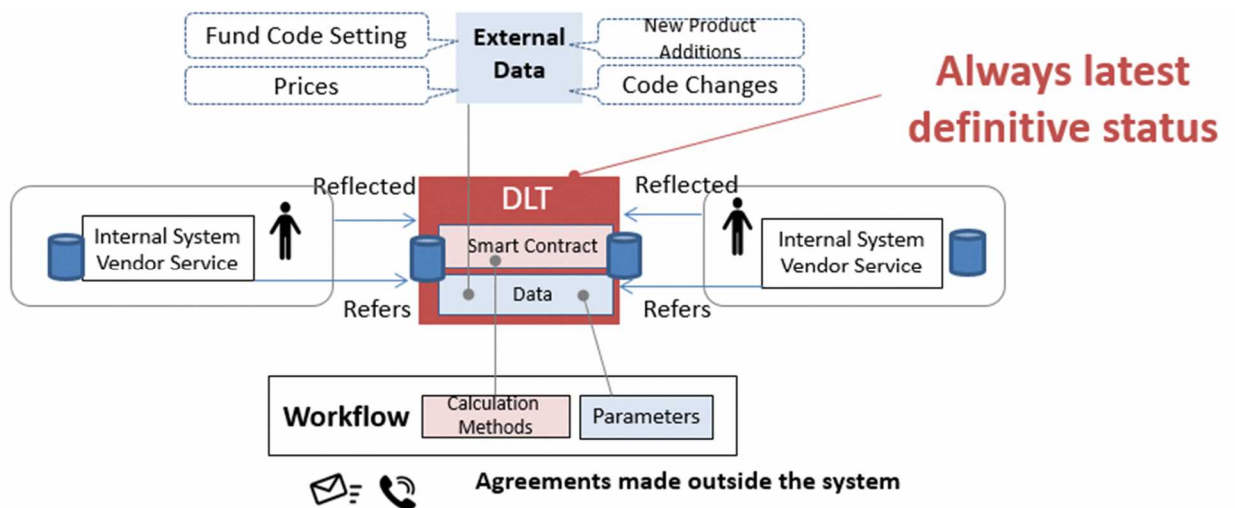 Fund Code Setting
External
Data
New Product
Additions
Prices
Code Changes
Always latest
definitive status
Reflected
DLT
Reflected
Internal System
Vendor Service
Smart Contract
Internal System
Vendor Service
Refers
Data
Refers
Workflow
Calculation
Methods
Parameters
Agreements made outside the system